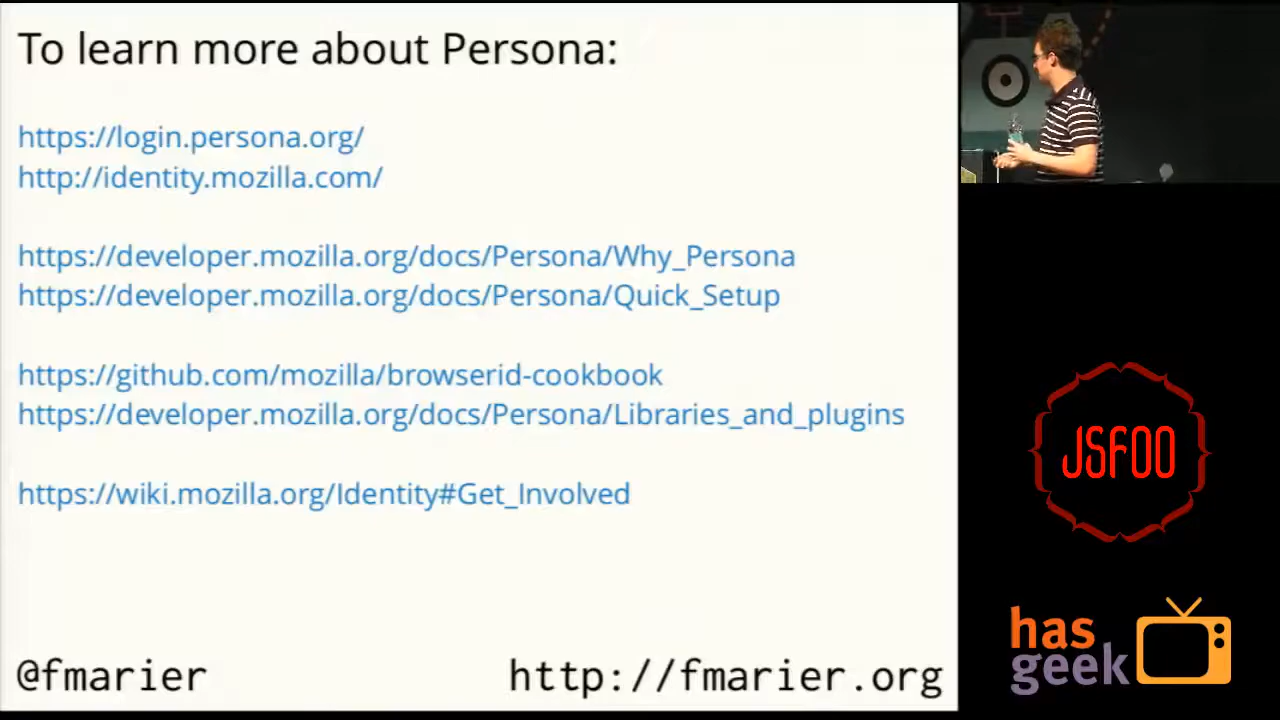 To learn more about Persona:
https://login.persona.org/
http://identity.mozilla.com/
https://developer.mozilla.org/docs/Persona/Why_Persona
https://developer.mozilla.org/docs/Persona/Quick_Setup
https://github.com/mozilla/browserid-cookbook
https://developer.mozilla.org/docs/Persona/Libraries_and_plugins
https://wiki.mozilla.org/Identity#Get_Involved
@fmarier http://fmarier.org
JSFOO
has
geek